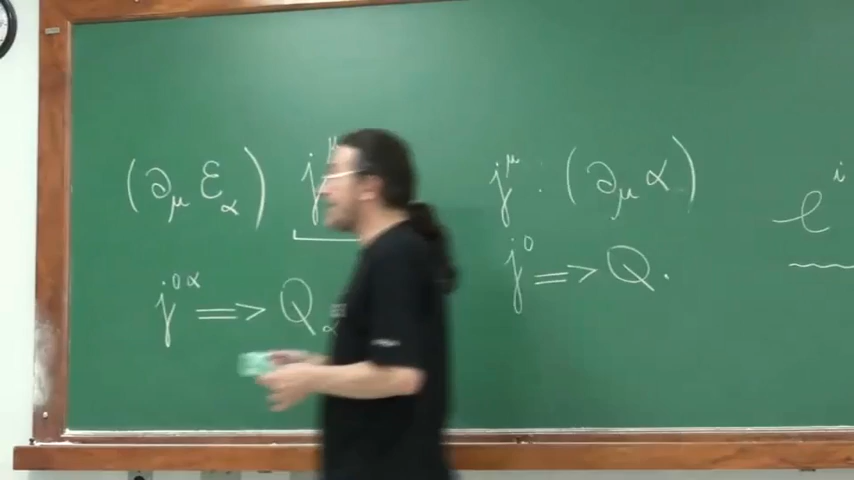 (∂_μ ε_α) j^μ j^μ : (∂_μ α) e^i
j^{0α} ⇒ Q_α j^0 ⇒ Q.